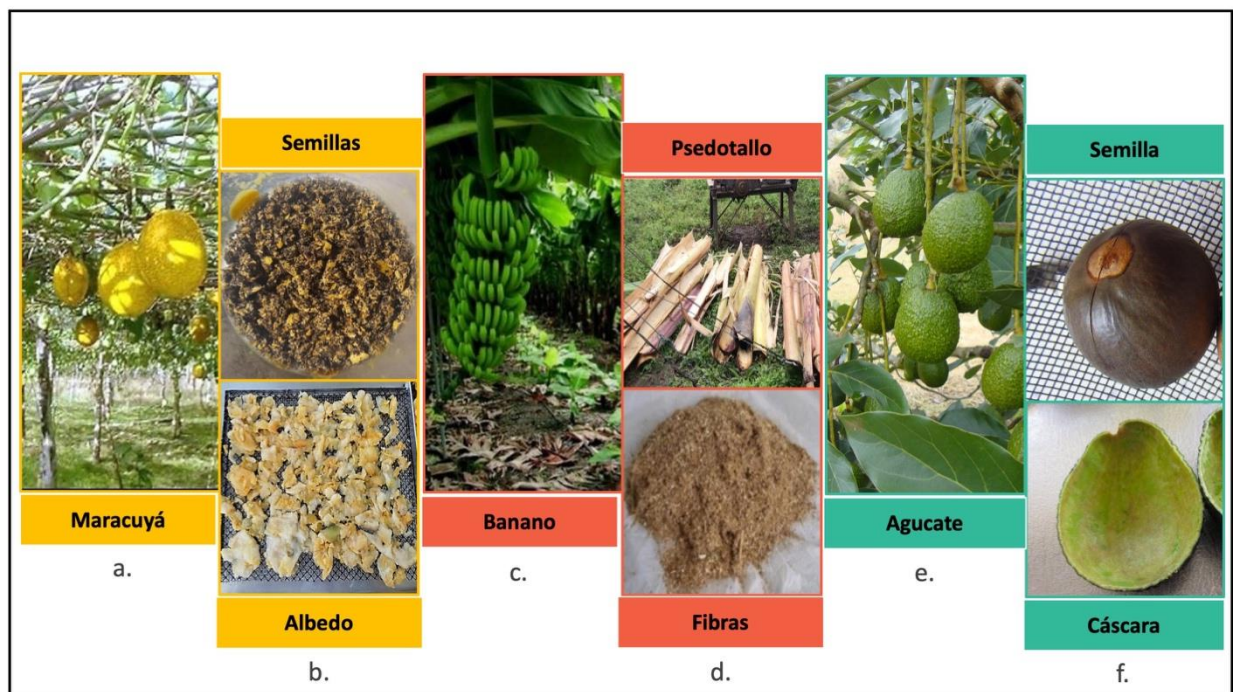 Semillas
Maracuyá
a.
Albedo
b.
Banano
c.
Psedotallo
Fibras
d.
Agucate
e.
Semilla
Cáscara
f.